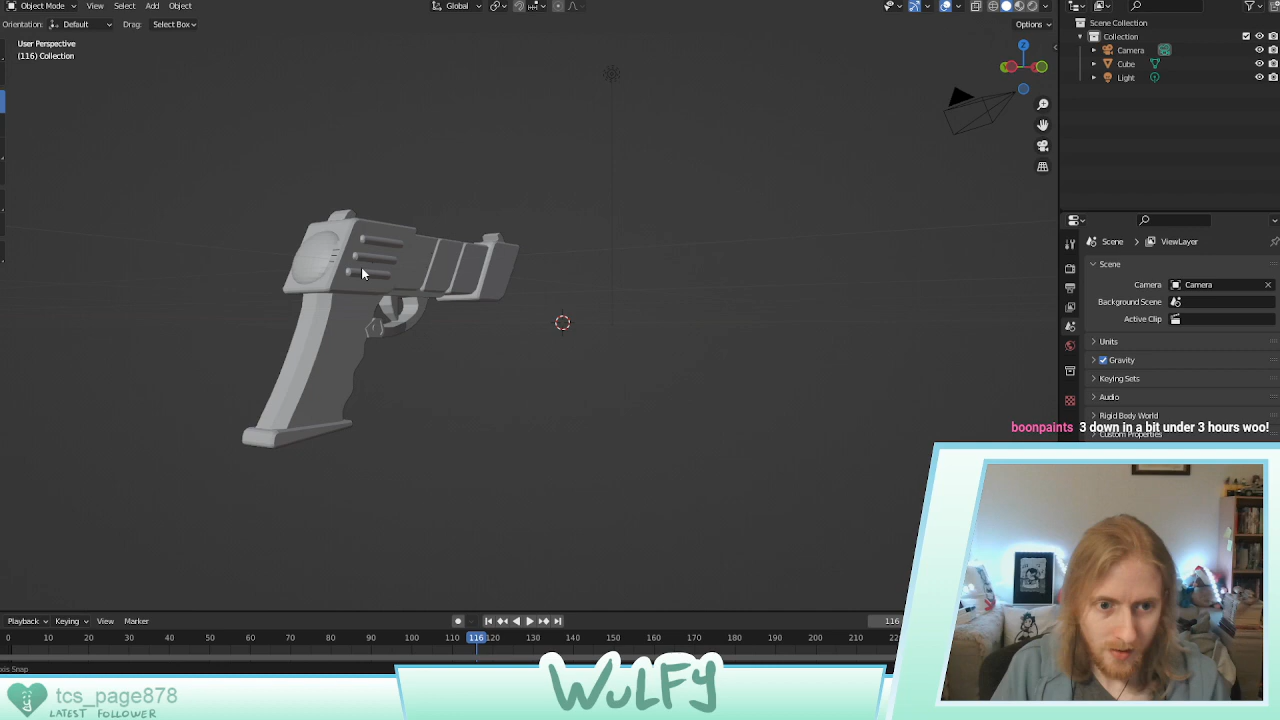 Object Mode View Select Add Object Global
Orientation: Default Drag: Select Box Options
User Perspective
(116) Collection
Scene Collection
Collection
Camera
Cube
Light
Scene ViewLayer
Scene
Camera Camera
Background Scene
Active Clip
Units
Gravity
Keying Sets
Audio
Rigid Body World
Custom Properties
boonpaints 3 down in a bit under 3 hours woo!
Playback Keying View Marker 116
0 10 20 30 40 50 60 70 80 90 100 110 116 120 130 140 150 160 170 180 190 200 210
axis Snap
WULFY
tcs_page878
LATEST FOLLOWER